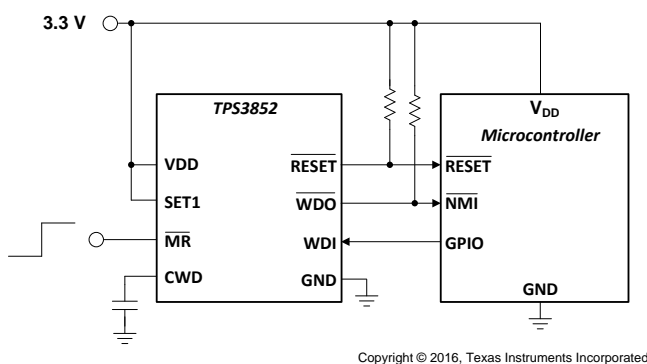 3.3 V
TPS3852
VDD
SET1
MR
CWD
RESET
WDO
WDI
GND
VDD
Microcontroller
RESET
NMI
GPIO
GND
Copyright © 2016, Texas Instruments Incorporated